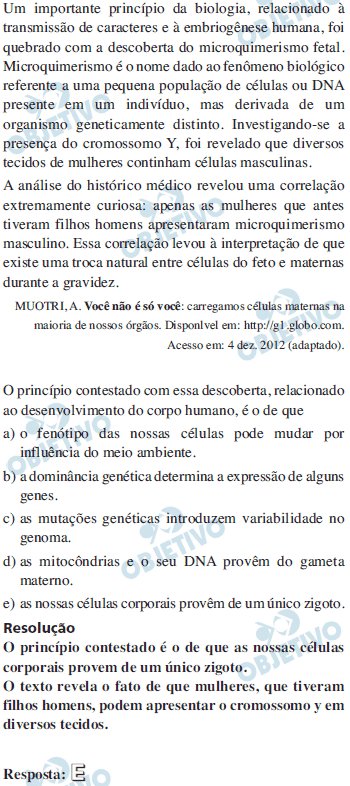 Um importante princípio da biologia, relacionado à
transmissão de caracteres e à embriogênese humana, foi
quebrado com a descoberta do microquimerismo fetal.
Microquimerismo é o nome dado ao fenômeno biológico
referente a uma pequena população de células ou DNA
presente em um indivíduo, mas derivada de um
organismo geneticamente distinto. Investigando-se a
presença do cromossomo Y, foi revelado que diversos
tecidos de mulheres continham células masculinas.
A análise do histórico médico revelou uma correlação
extremamente curiosa: apenas as mulheres que antes
tiveram filhos homens apresentaram microquimerismo
masculino. Essa correlação levou à interpretação de que
existe uma troca natural entre células do feto e maternas
durante a gravidez.
MUOTRI, A. Você não é só você: carregamos células maternas na
maioria de nossos órgãos. Disponlvel em: http://g1.globo.com.
Acesso em: 4 dez. 2012 (adaptado).
O princípio contestado com essa descoberta, relacionado
ao desenvolvimento do corpo humano, é o de que
a) o fenótipo das nossas células pode mudar por
influência do meio ambiente.
b) a dominância genética determina a expressão de alguns
genes.
c) as mutações genéticas introduzem variabilidade no
genoma.
d) as mitocôndrias e o seu DNA provêm do gameta
materno.
e) as nossas células corporais provêm de um único zigoto.
Resolução
O princípio contestado é o de que as nossas células
corporais provem de um único zigoto.
O texto revela o fato de que mulheres, que tiveram
filhos homens, podem apresentar o cromossomo y em
diversos tecidos.
Resposta: E
OBJETIVO
OBJETIVO
OBJETIVO
OBJETIVO
OBJETIVO
OBJETIVO
OBJETIVO